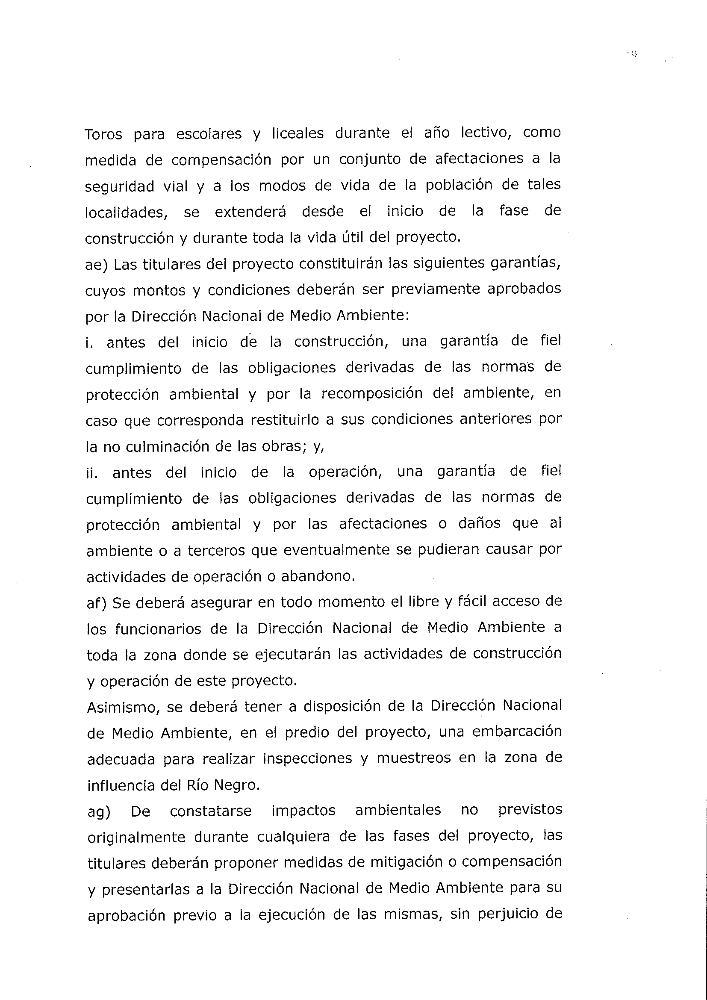 Toros para escolares y liceales durante el año lectivo, como
medida de compensación por un conjunto de afectaciones a la
seguridad vial y a los modos de vida de la población de tales
localidades, se extenderá desde el inicio de la fase de
construcción y durante toda la vida útil del proyecto.
ae) Las titulares del proyecto constituirán las siguientes garantías,
cuyos montos y condiciones deberán ser previamente aprobados
por la Dirección Nacional de Medio Ambiente:
i. antes del inicio de la construcción, una garantía de fiel
cumplimiento de las obligaciones derivadas de las normas de
protección ambiental y por la recomposición del ambiente, en
caso que corresponda restituirlo a sus condiciones anteriores por
la no culminación de las obras; y,
ii. antes del inicio de la operación, una garantía de fiel
cumplimiento de las obligaciones derivadas de las normas de
protección ambiental y por las afectaciones o daños que al
ambiente o a terceros que eventualmente se pudieran causar por
actividades de operación o abandono.
af) Se deberá asegurar en todo momento el libre y fácil acceso de
los funcionarios de la Dirección Nacional de Medio Ambiente a
toda la zona donde se ejecutarán las actividades de construcción
y operación de este proyecto.
Asimismo, se deberá tener a disposición de la Dirección Nacional
de Medio Ambiente, en el predio del proyecto, una embarcación
adecuada para realizar inspecciones y muestreos en la zona de
influencia del Río Negro.
ag) De constatarse impactos ambientales no previstos
originalmente durante cualquiera de las fases del proyecto, las
titulares deberán proponer medidas de mitigación o compensación
y presentarlas a la Dirección Nacional de Medio Ambiente para su
aprobación previo a la ejecución de las mismas, sin perjuicio de